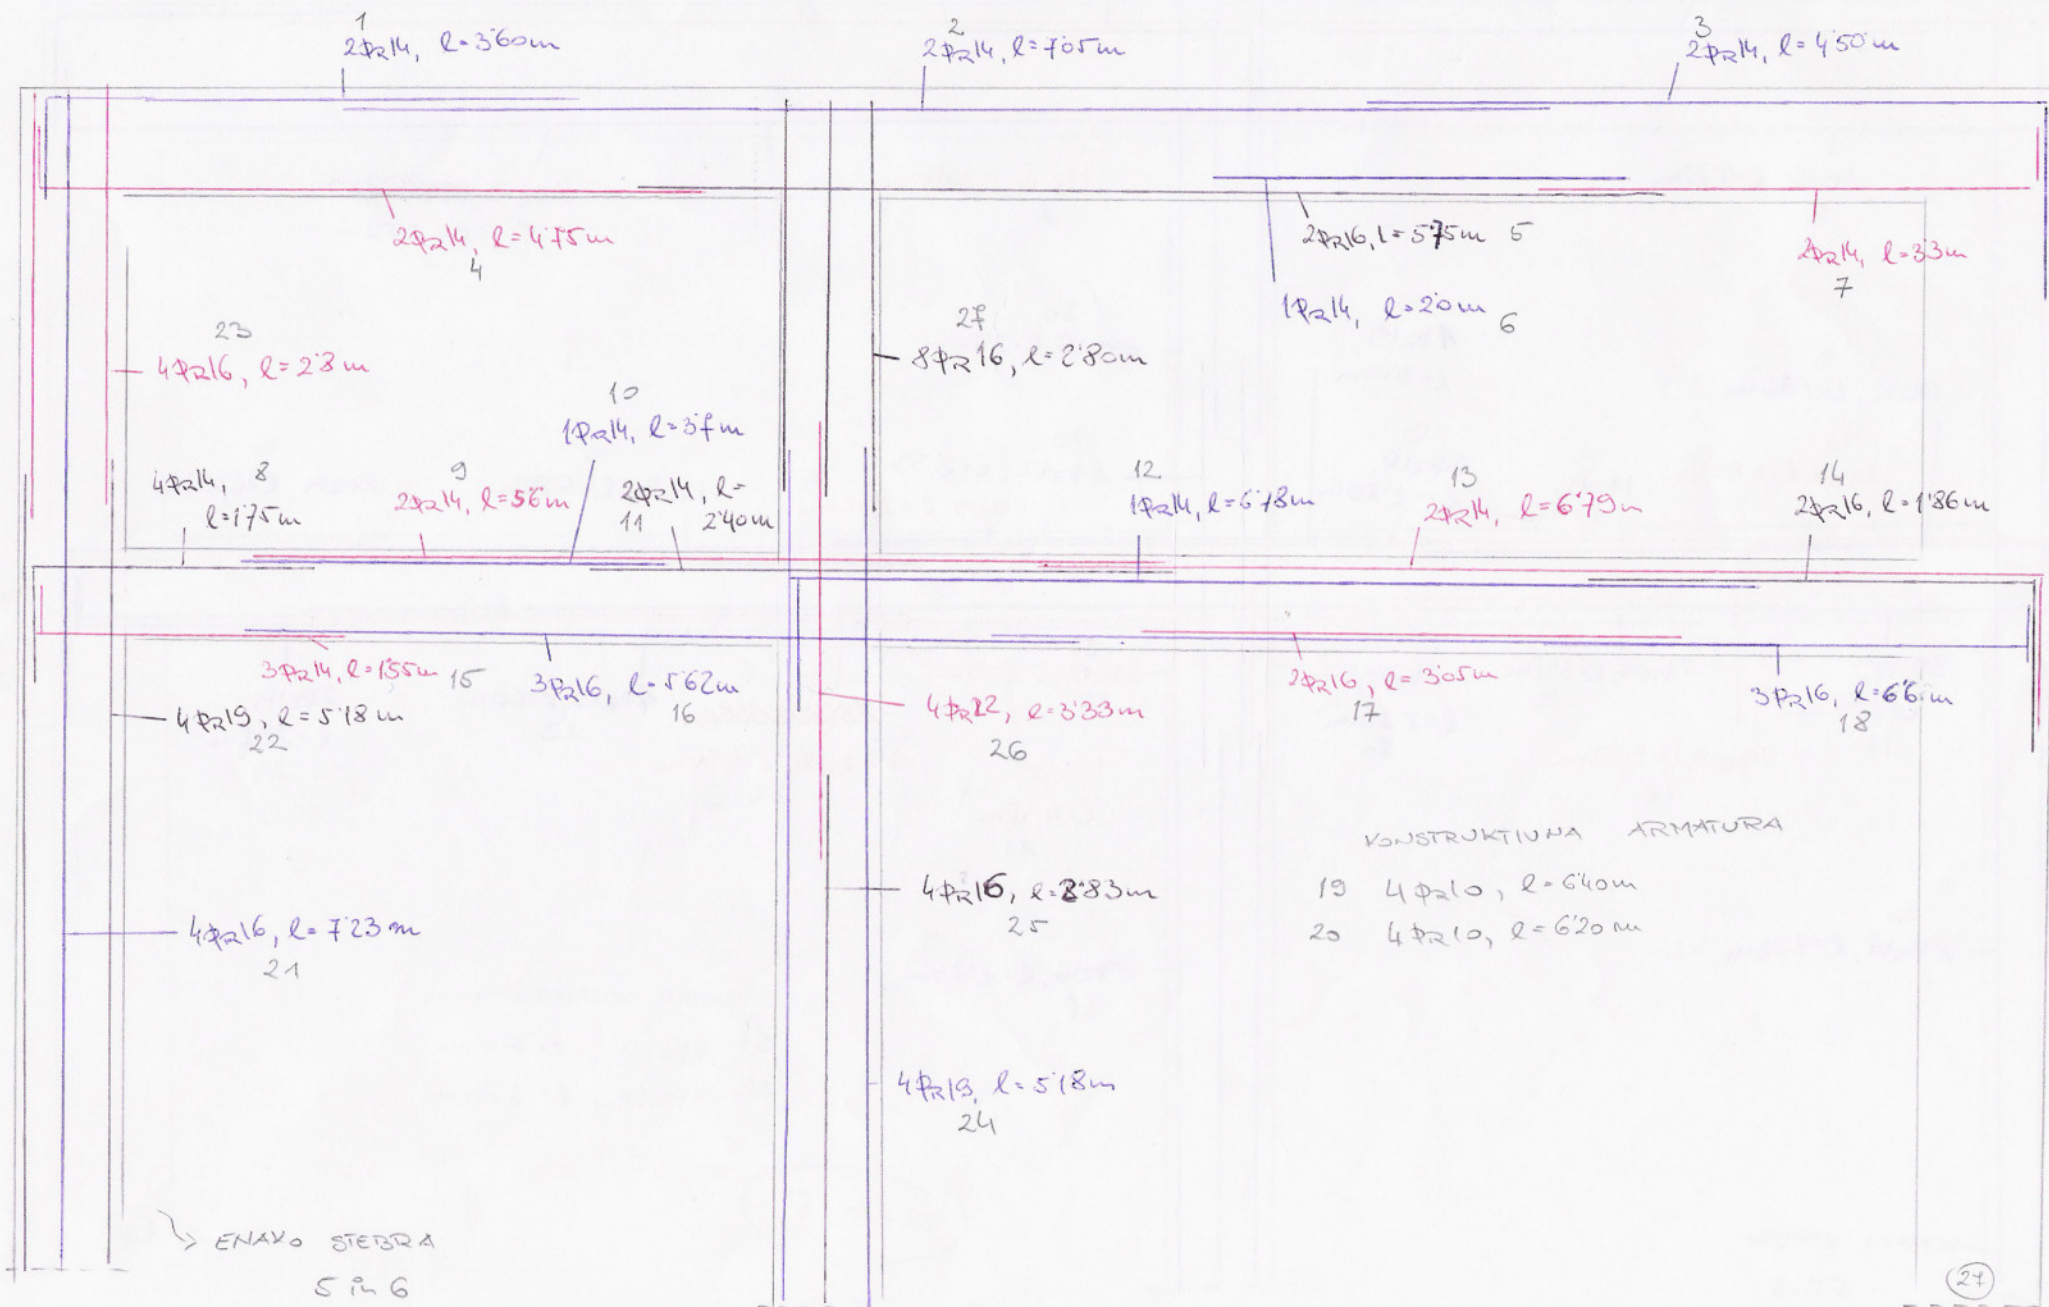 1
2ΦR14, l=3'60m
2
2ΦR14, l=7'05m
3
2ΦR14, l=4'50m
2ΦR14, l=4'75m
4
2ΦR16, l=5'75m 5
2ΦR14, l=3'3m
7
1ΦR14, l=2'0m 6
23
4ΦR16, l=2'8m
27
8ΦR16, l=2'80m
10
1ΦR14, l=3'7m
4ΦR14, 8
l=1'75m
9
2ΦR14, l=5'6m
2ΦR14, l=
11 2'40m
12
1ΦR14, l=6'78m
13
2ΦR14, l=6'79m
14
2ΦR16, l=1'86m
3ΦR14, l=1'55m 15
3ΦR16, l=5'62m
16
2ΦR16, l=3'05m
17
3ΦR16, l=6'6m
18
4ΦR19, l=5'18m
22
4ΦR22, l=3'33m
26
KONSTRUKTIVNA ARMATURA
19 4ΦR10, l=6'40m
20 4ΦR10, l=6'20m
4ΦR16, l=83m
25
4ΦR16, l=7'23m
21
4ΦR19, l=5'18m
24
ENAKO STEBRA
5 in 6
27